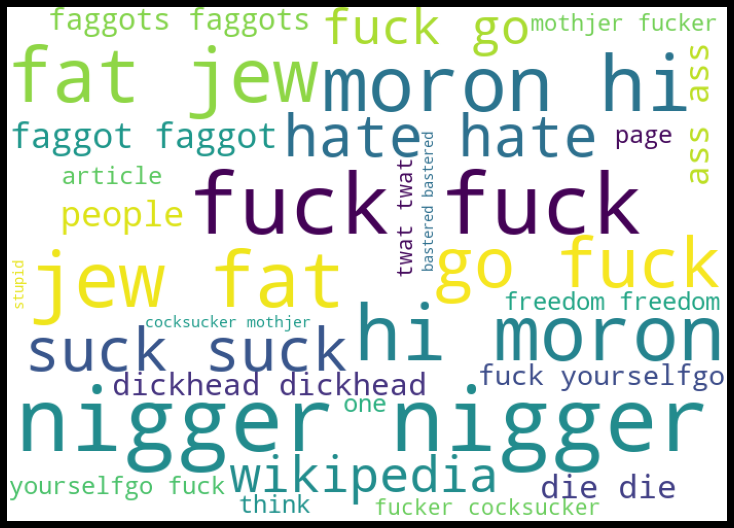 faggots faggots
fuck go
mothjer fucker
fat jew
moron hi
ass ass
faggot faggot
hate hate
page
article
people
fuck fuck
twat twat
bastered bastered
stupid
jew fat
go fuck
freedom freedom
cocksucker mothjer
suck suck
hi moron
dickhead dickhead
fuck yourselfgo
one
nigger nigger
yourselfgo fuck
wikipedia
think
die die
fucker cocksucker